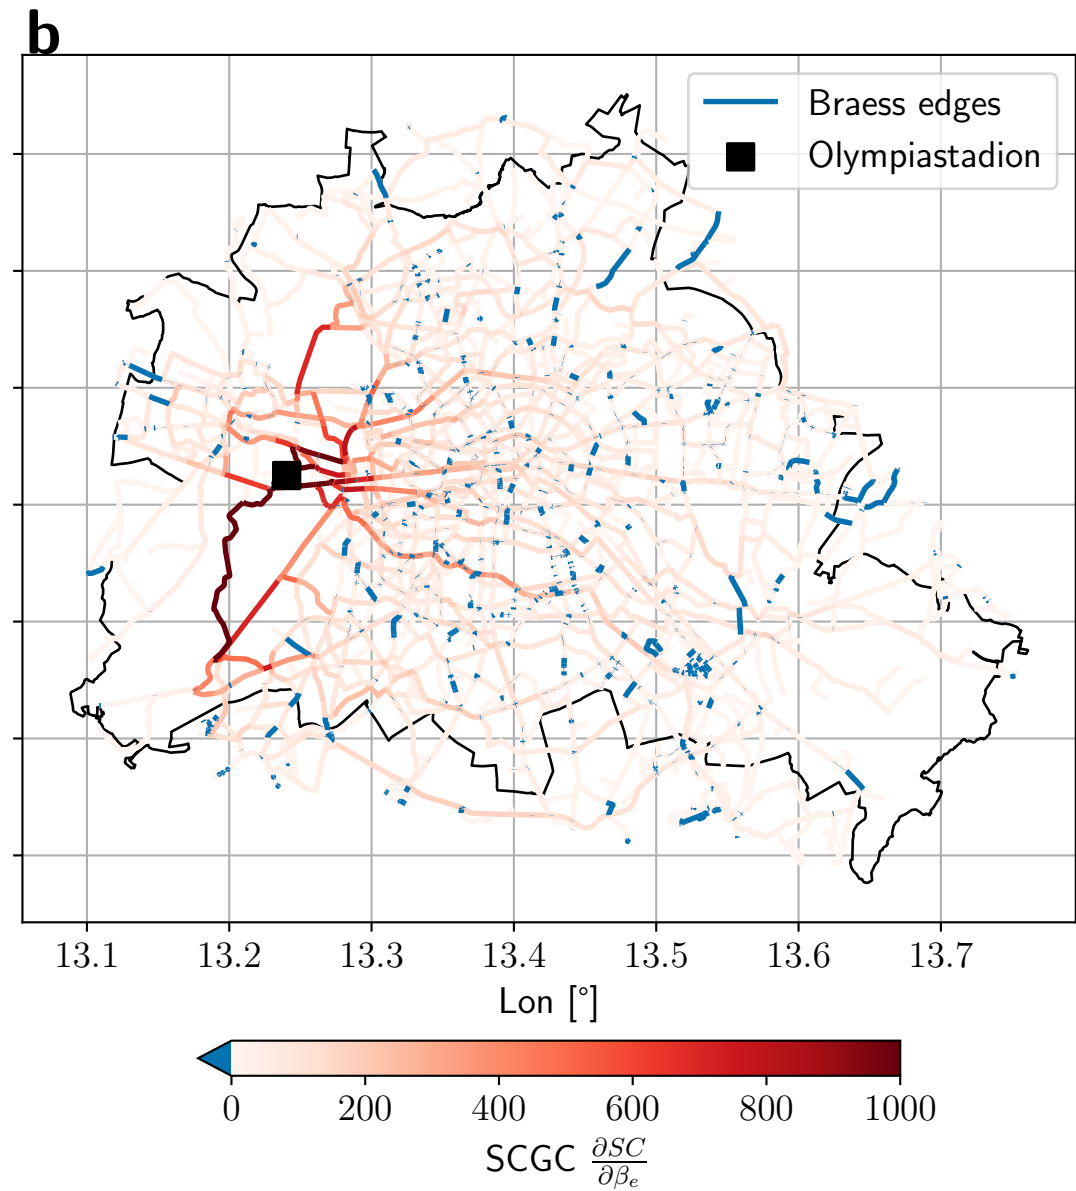 b
Braess edges
Olympiastadion
13.1 13.2 13.3 13.4 13.5 13.6 13.7
Lon [°]
0 200 400 600 800 1000
SCGC ∂SC/∂βₑ